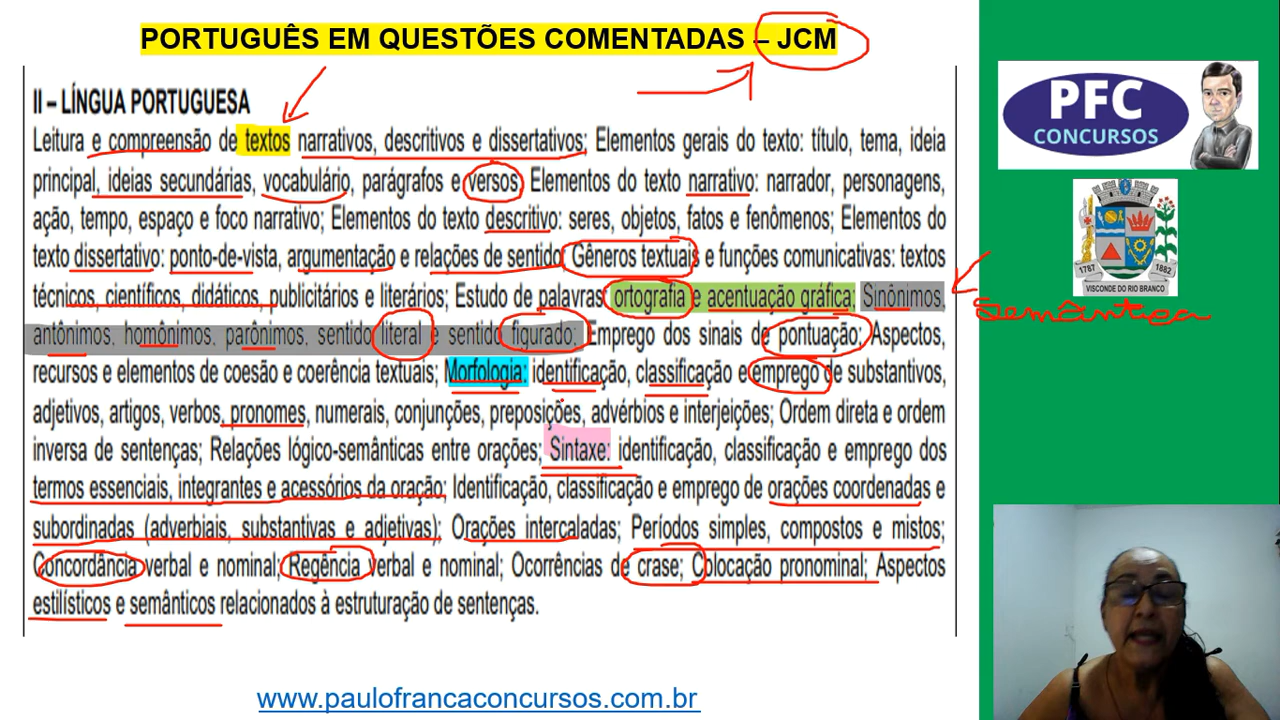 PORTUGUÊS EM QUESTÕES COMENTADAS – JCM
II – LÍNGUA PORTUGUESA
Leitura e compreensão de textos narrativos, descritivos e dissertativos; Elementos gerais do texto: título, tema, ideia
principal, ideias secundárias, vocabulário, parágrafos e versos; Elementos do texto narrativo: narrador, personagens,
ação, tempo, espaço e foco narrativo; Elementos do texto descritivo: seres, objetos, fatos e fenômenos; Elementos do
texto dissertativo: ponto-de-vista, argumentação e relações de sentido; Gêneros textuais e funções comunicativas: textos
técnicos, científicos, didáticos, publicitários e literários; Estudo de palavras: ortografia e acentuação gráfica; Sinônimos,
antônimos, homônimos, parônimos, sentido literal e sentido figurado; Emprego dos sinais de pontuação; Aspectos,
recursos e elementos de coesão e coerência textuais; Morfologia: identificação, classificação e emprego de substantivos,
adjetivos, artigos, verbos, pronomes, numerais, conjunções, preposições, advérbios e interjeições; Ordem direta e ordem
inversa de sentenças; Relações lógico-semânticas entre orações; Sintaxe: identificação, classificação e emprego dos
termos essenciais, integrantes e acessórios da oração; Identificação, classificação e emprego de orações coordenadas e
subordinadas (adverbiais, substantivas e adjetivas); Orações intercaladas; Períodos simples, compostos e mistos;
Concordância verbal e nominal; Regência verbal e nominal; Ocorrências de crase; Colocação pronominal; Aspectos
estilísticos e semânticos relacionados à estruturação de sentenças.
www.paulofrancaconcursos.com.br
PFC
CONCURSOS
1787 1882
VISCONDE DO RIO BRANCO
Semântica